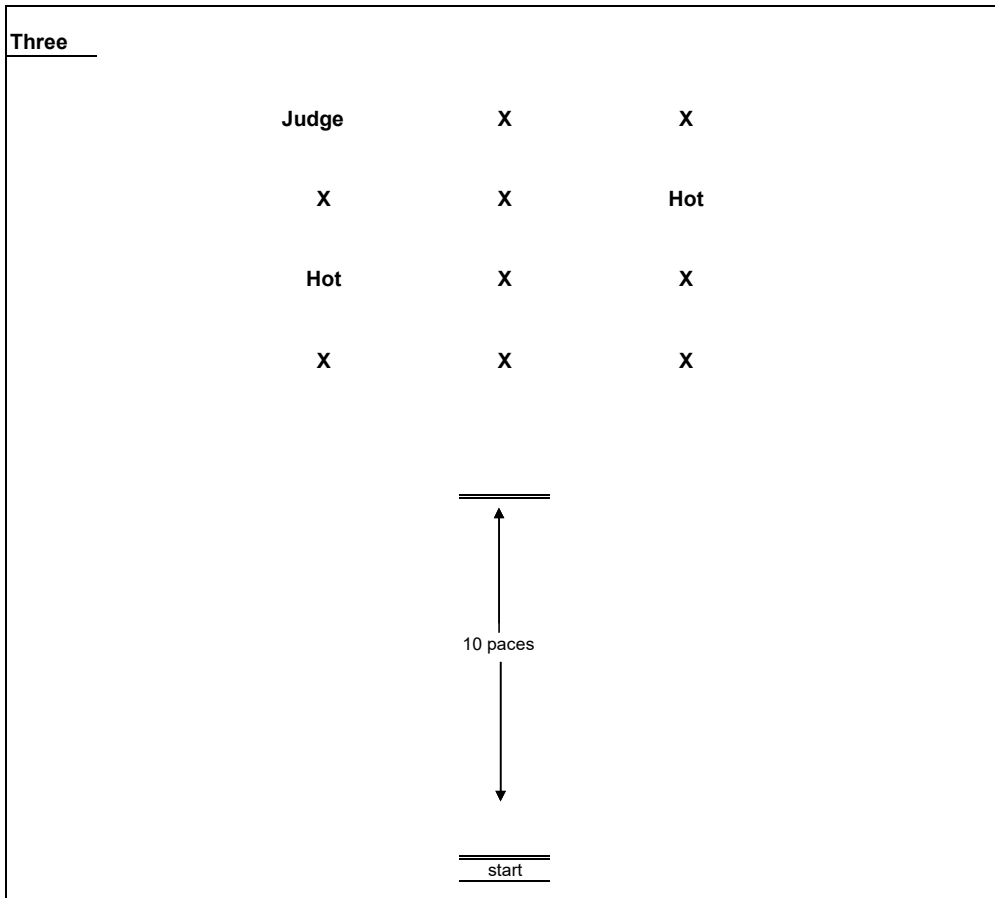 Three
Judge X X
X X Hot
Hot X X
X X X
10 paces
start